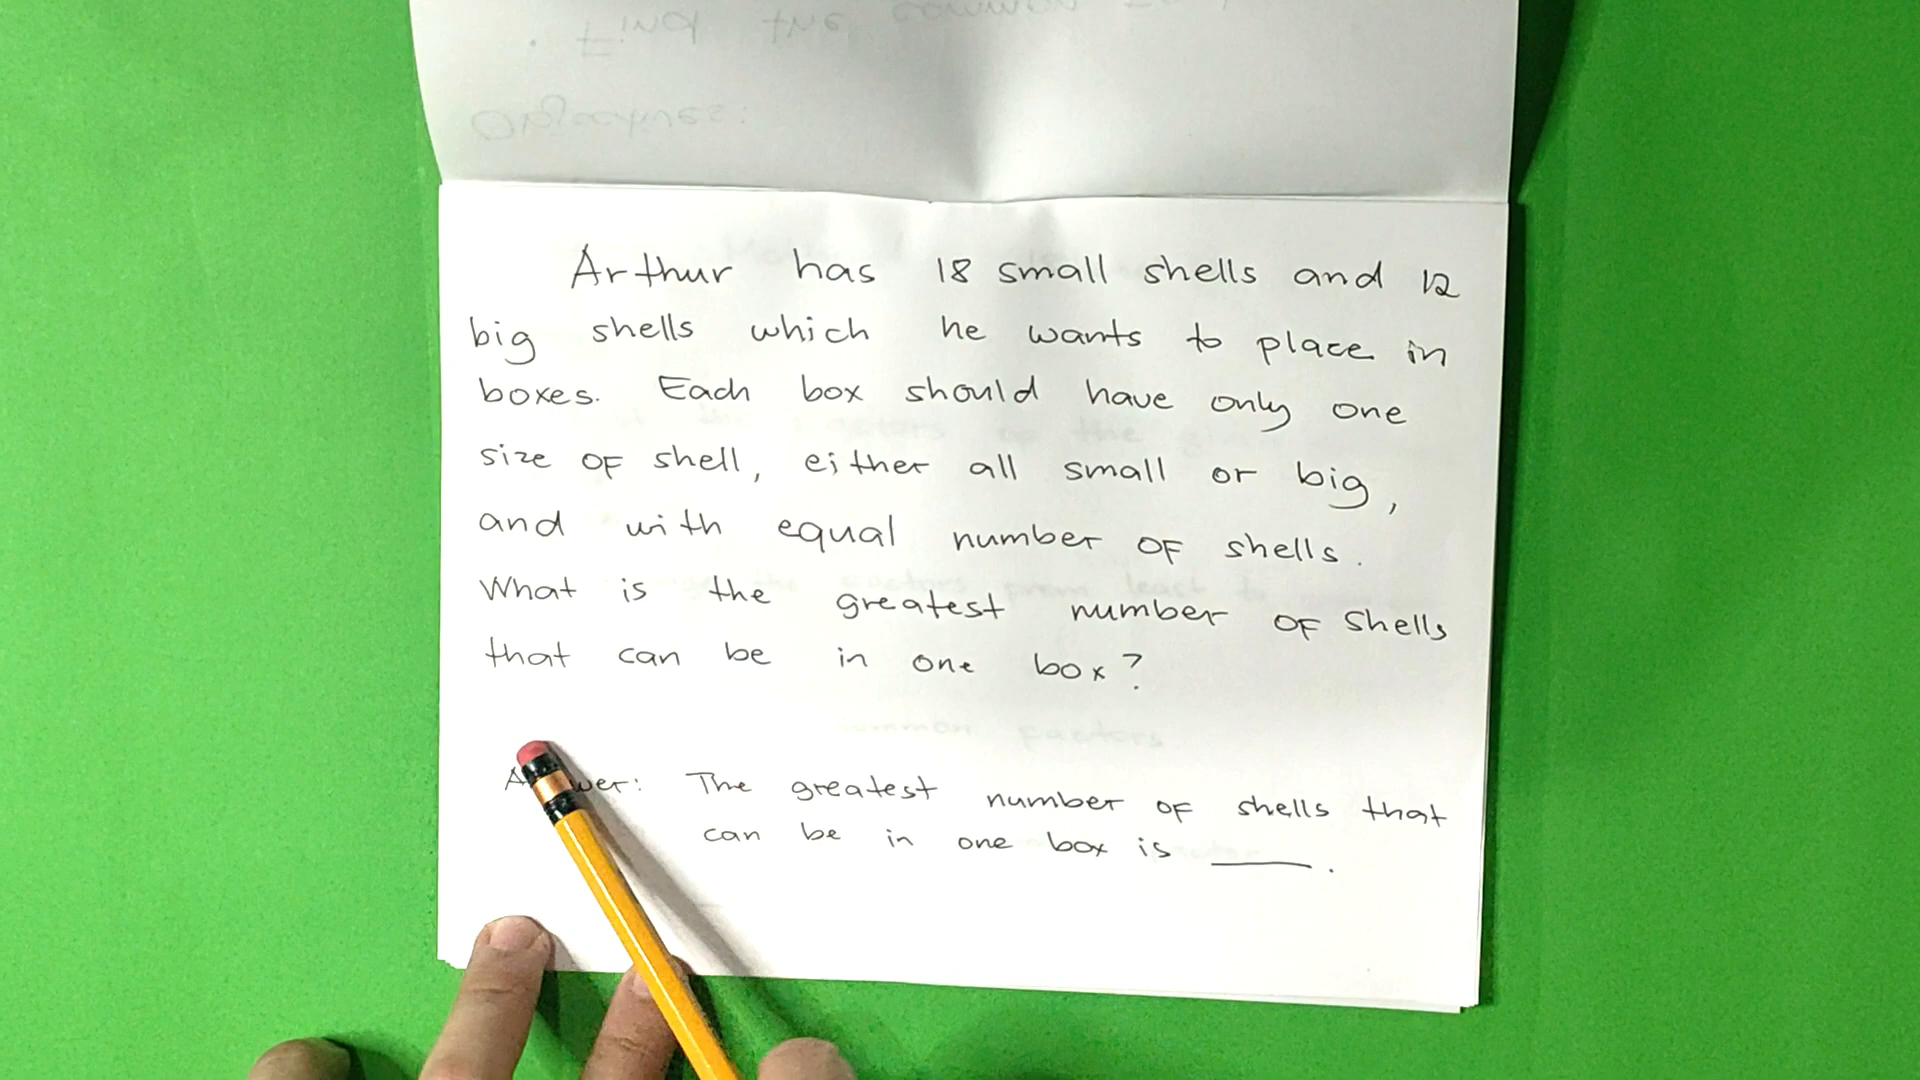 Arthur has 18 small shells and 12
big shells which he wants to place in
boxes. Each box should have only one
size of shell, either all small or big,
and with equal number of shells.
What is the greatest number of shells
that can be in one box?
The greatest number of shells that
can be in one box is ____.